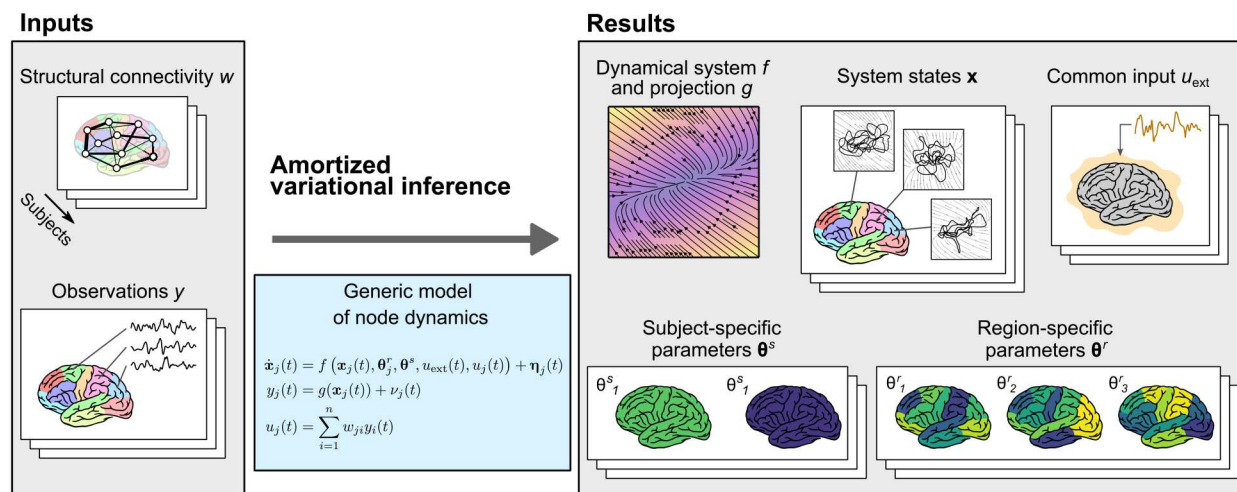 Inputs
Structural connectivity w
Subjects
Observations y
Amortized
variational inference
Generic model
of node dynamics
ẋ_j(t) = f (x_j(t), θ^r_j, θ^s, u_ext(t), u_j(t)) + η_j(t)
y_j(t) = g(x_j(t)) + ν_j(t)
u_j(t) = ∑_{i=1}^{n} w_{ji} y_i(t)
Results
Dynamical system f
and projection g
System states x
Common input u_ext
Subject-specific
parameters θ^s
θ^s_1 θ^s_1
Region-specific
parameters θ^r
θ^r_1 θ^r_2 θ^r_3